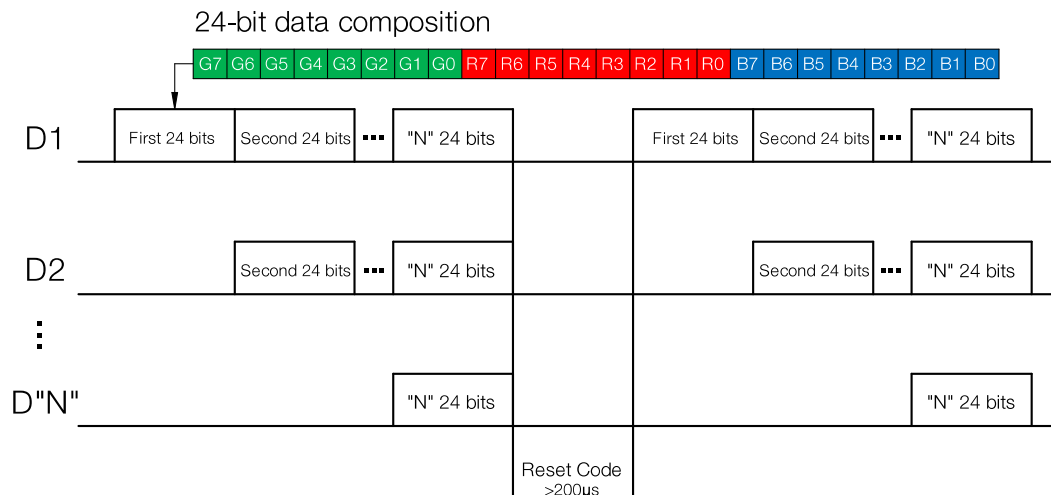 24-bit data composition
G7 G6 G5 G4 G3 G2 G1 G0 R7 R6 R5 R4 R3 R2 R1 R0 B7 B6 B5 B4 B3 B2 B1 B0
D1 First 24 bits Second 24 bits ... "N" 24 bits First 24 bits Second 24 bits ... "N" 24 bits
D2 Second 24 bits ... "N" 24 bits Second 24 bits ... "N" 24 bits
D"N" "N" 24 bits "N" 24 bits
Reset Code
>200µs